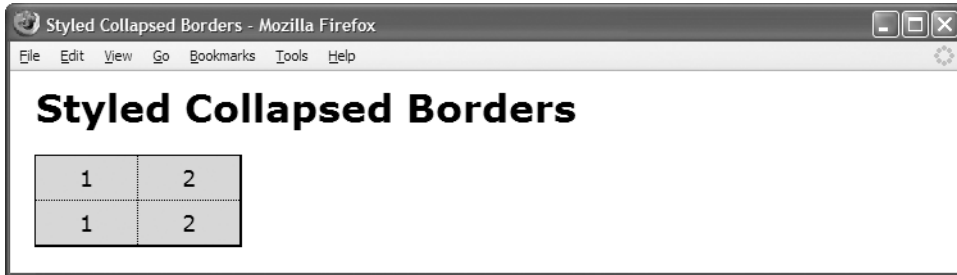 Styled Collapsed Borders - Mozilla Firefox
File Edit View Go Bookmarks Tools Help
Styled Collapsed Borders
1 2
1 2